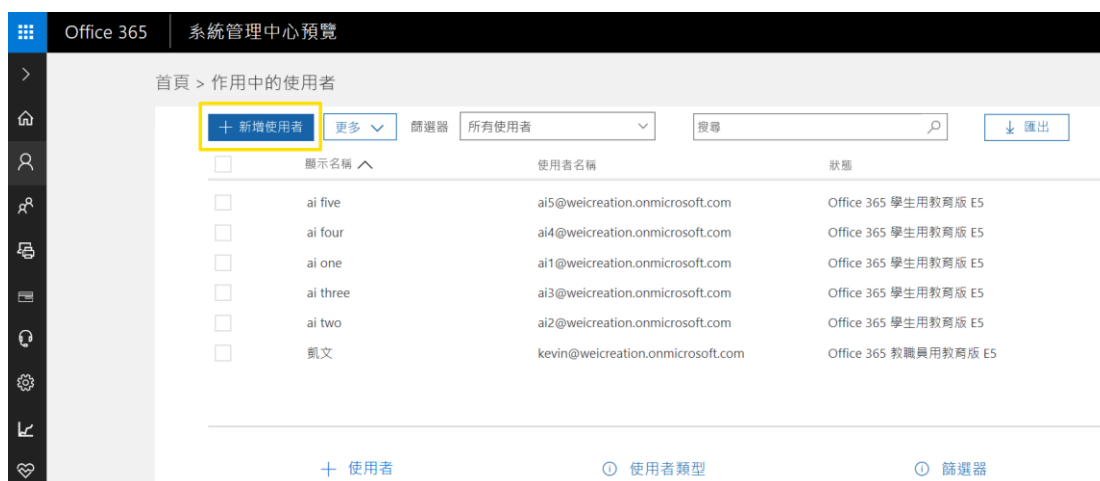 Office 365 系統管理中心預覽
首頁 > 作用中的使用者
＋ 新增使用者 更多 篩選器 所有使用者 搜尋 ↓ 匯出
顯示名稱 使用者名稱 狀態
ai five ai5@weicreation.onmicrosoft.com Office 365 學生用教育版 E5
ai four ai4@weicreation.onmicrosoft.com Office 365 學生用教育版 E5
ai one ai1@weicreation.onmicrosoft.com Office 365 學生用教育版 E5
ai three ai3@weicreation.onmicrosoft.com Office 365 學生用教育版 E5
ai two ai2@weicreation.onmicrosoft.com Office 365 學生用教育版 E5
凱文 kevin@weicreation.onmicrosoft.com Office 365 教職員用教育版 E5
＋ 使用者 使用者類型 篩選器